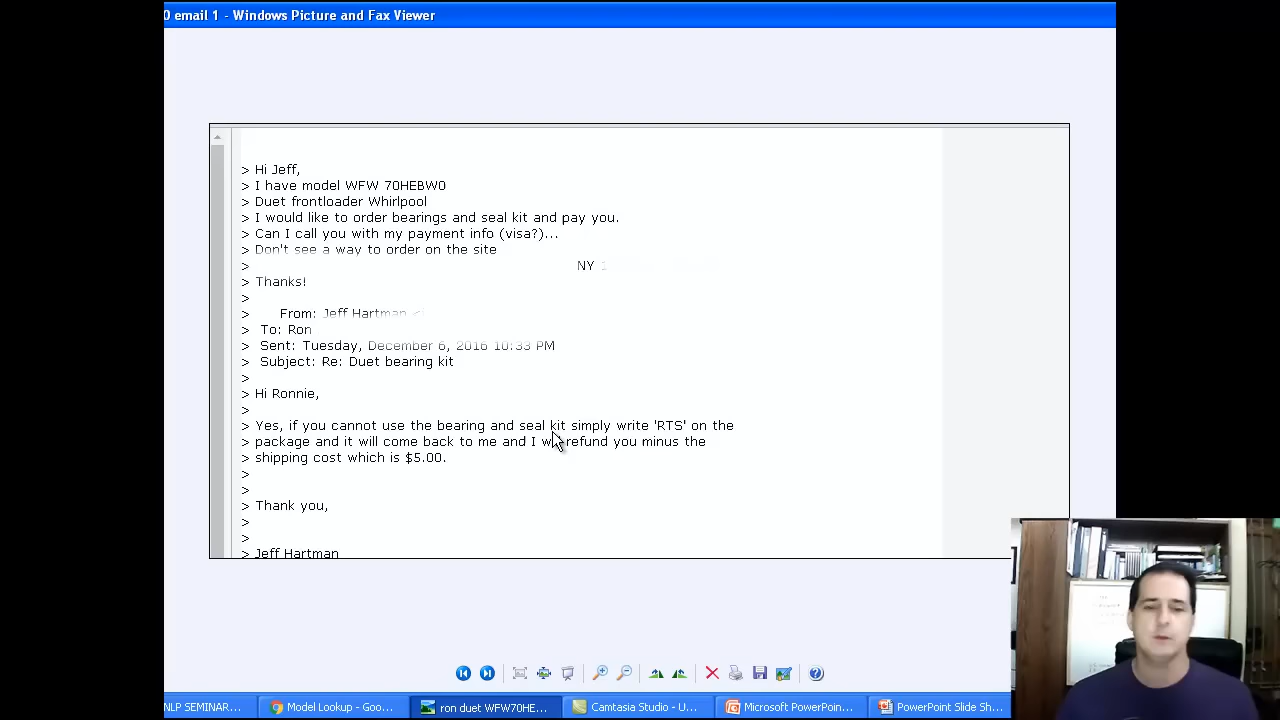 0 email 1 - Windows Picture and Fax Viewer
> Hi Jeff,
> I have model WFW 70HEBW0
> Duet frontloader Whirlpool
> I would like to order bearings and seal kit and pay you.
> Can I call you with my payment info (visa?)...
> Don't see a way to order on the site
> NY
> Thanks!
>
> From: Jeff Hartman <
> To: Ron
> Sent: Tuesday, December 6, 2016 10:33 PM
> Subject: Re: Duet bearing kit
>
> Hi Ronnie,
>
> Yes, if you cannot use the bearing and seal kit simply write 'RTS' on the
> package and it will come back to me and I refund you minus the
> shipping cost which is $5.00.
>
>
> Thank you,
>
>
> Jeff Hartman
NLP SEMINAR... Model Lookup - Goo... ron duet WFW70HE... Camtasia Studio - U... Microsoft PowerPoin... PowerPoint Slide Sh...